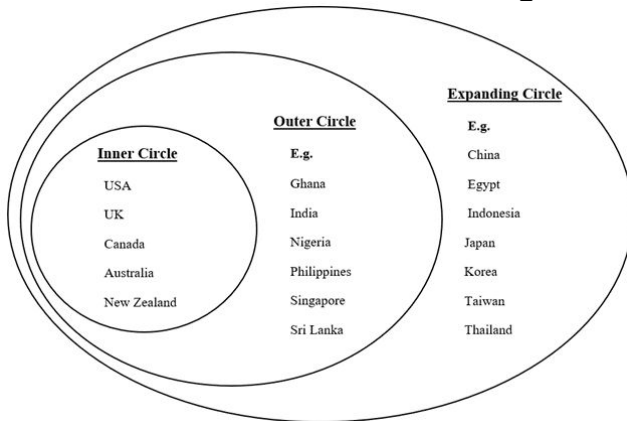 Inner Circle
USA
UK
Canada
Australia
New Zealand
Outer Circle
E.g.
Ghana
India
Nigeria
Philippines
Singapore
Sri Lanka
Expanding Circle
E.g.
China
Egypt
Indonesia
Japan
Korea
Taiwan
Thailand